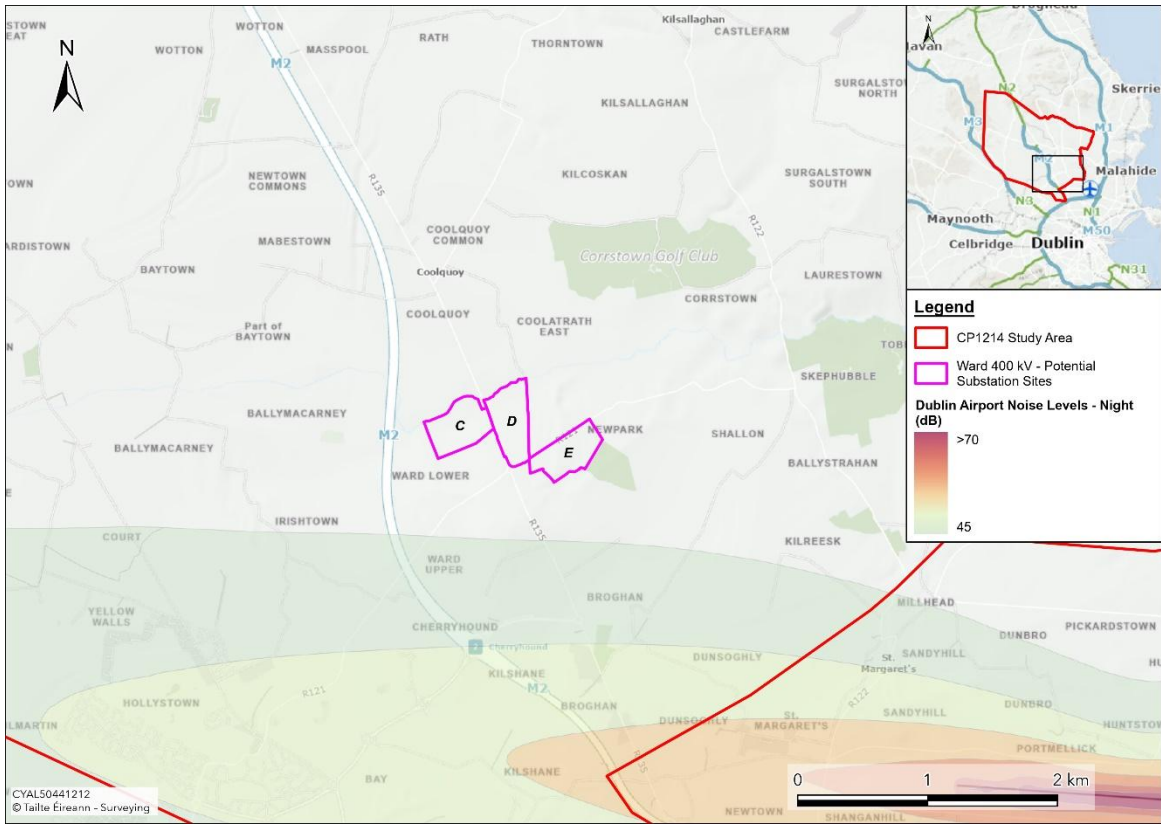 WOTTON
M2
MASSPOOL
WOTTON
RATH
THORNTOWN
Kilsallaghan
CASTLEFARM
N
KILSALLAGHAN
NEWTOWN
COMMONS
R135
KILCOSKAN
SURGALSTOWN
SOUTH
MABESTOWN
COOLQUOY
COMMON
R122
Corrstown Golf Club
BAYTOWN
Coolquoy
LAURESTOWN
COOLQUOY
CORRSTOWN
Part of
BAYTOWN
COOLATRATH
EAST
SKEPHUBBLE
BALLYMACARNEY
C
D
E
NEWPARK
M2
SHALLON
BALLYMACARNEY
WARD LOWER
BALLYSTRAHAN
IRISHTOWN
R135
COURT
KILREESK
WARD
UPPER
YELLOW
WALLS
BROGHAN
MILLHEAD
CHERRYHOUND
PICKARDSTOWN
DUNBRO
Cherryhound
DUNSOGHLY
St.
Margaret's
SANDYHILL
KILSHANE
M2
R121
R122
HOLLYSTOWN
BROGHAN
DUNSOGHLY
St.
MARGARET'S
SANDYHILL
DUNBRO
PORTMELLICK
BAY
KILSHANE
R135
NEWTOWN
SHANGANHILL
0 1 2 km
CYAL50441212
© Tailte Éireann - Surveying
N
N2
Skerrie
M3
M1
M2
Malahide
N3
Maynooth
N1
M50
Celbridge
Dublin
N31
Legend
CP1214 Study Area
Ward 400 kV - Potential
Substation Sites
Dublin Airport Noise Levels - Night
(dB)
>70
45